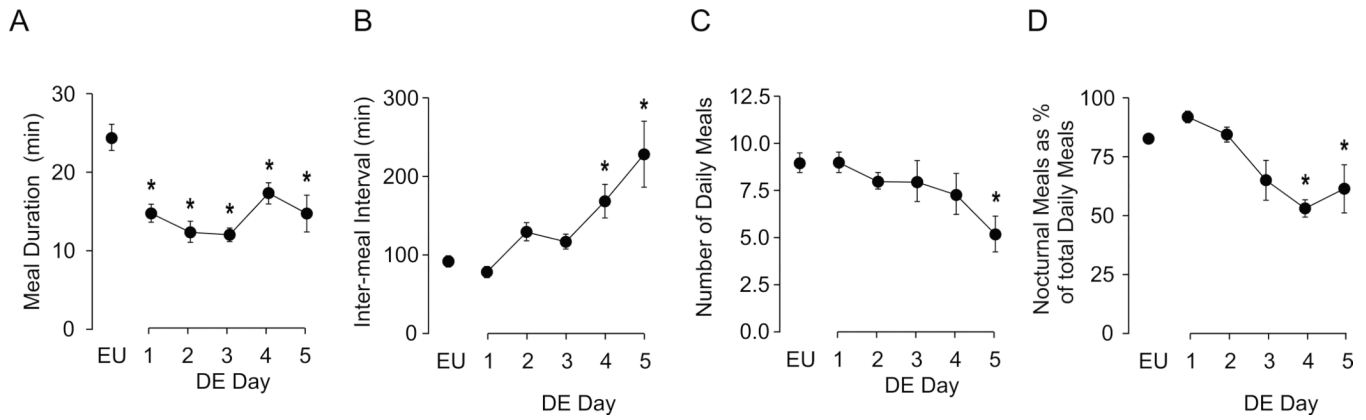 A
B
C
D
Meal Duration (min)
30
20
10
0
*
*
*
*
*
EU 1 2 3 4 5
DE Day
Inter-meal Interval (min)
300
200
100
0
*
*
EU 1 2 3 4 5
DE Day
Number of Daily Meals
12.5
10.0
7.5
5.0
2.5
0.0
*
EU 1 2 3 4 5
DE Day
Nocturnal Meals as %
of total Daily Meals
100
75
50
25
0
*
*
EU 1 2 3 4 5
DE Day